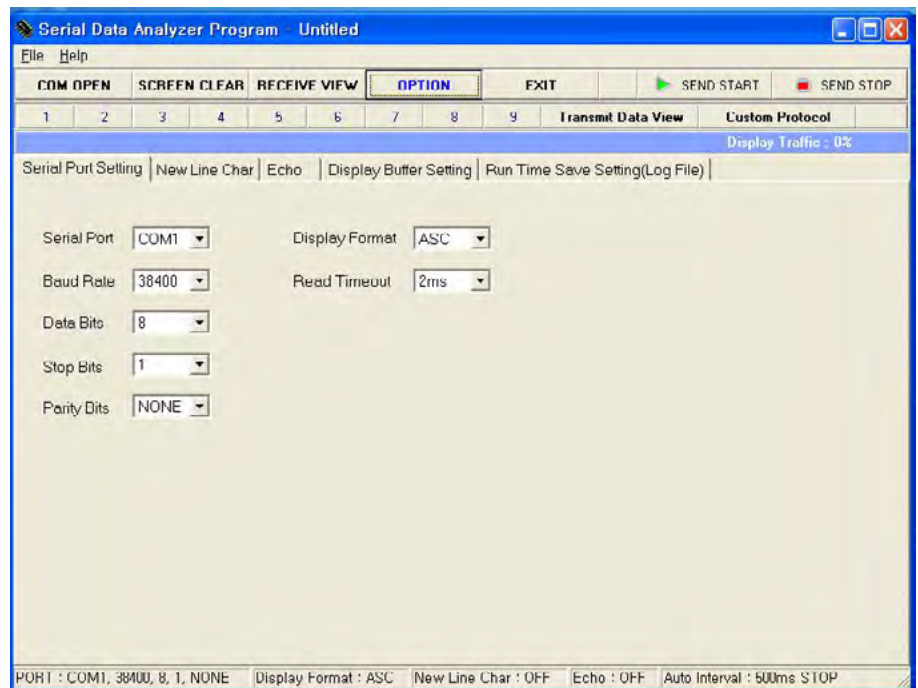 Serial Data Analyzer Program - Untitled
File Help
COM OPEN SCREEN CLEAR RECEIVE VIEW OPTION EXIT SEND START SEND STOP
1 2 3 4 5 6 7 8 9 Transmit Data View Custom Protocol
Display Traffic : 0%
Serial Port Setting New Line Char Echo Display Buffer Setting Run Time Save Setting(Log File)
Serial Port COM1 Display Format ASC
Baud Rate 38400 Read Timeout 2ms
Data Bits 8
Stop Bits 1
Parity Bits NONE
PORT : COM1, 38400, 8, 1, NONE Display Format : ASC New Line Char : OFF Echo : OFF Auto Interval : 500ms STOP